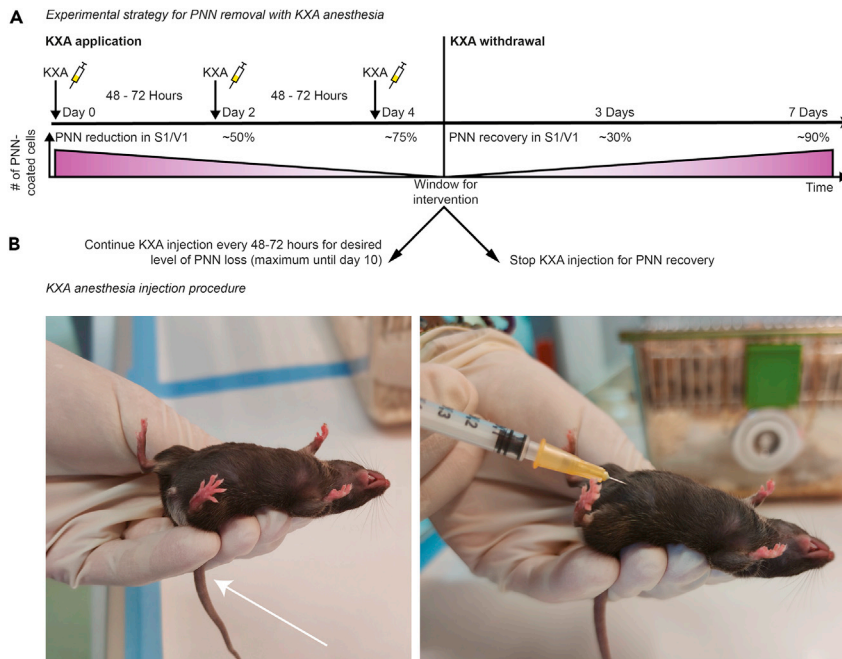 A
Experimental strategy for PNN removal with KXA anesthesia
KXA application
KXA withdrawal
KXA
KXA
KXA
48 - 72 Hours
48 - 72 Hours
Day 0
Day 2
Day 4
3 Days
7 Days
PNN reduction in S1/V1
~50%
~75%
PNN recovery in S1/V1
~30%
~90%
# of PNN-
coated cells
Window for
intervention
Time
B
Continue KXA injection every 48-72 hours for desired
level of PNN loss (maximum until day 10)
Stop KXA injection for PNN recovery
KXA anesthesia injection procedure